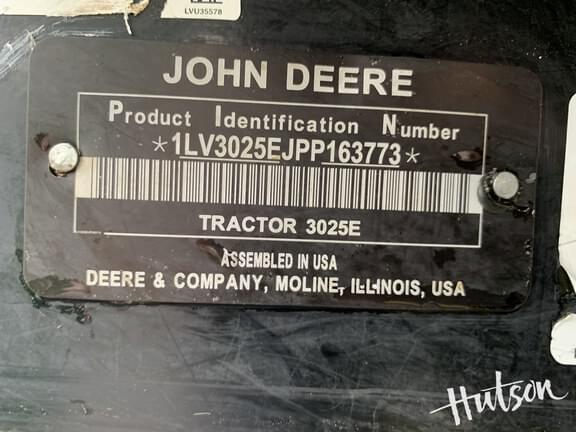 LVU35578
JOHN DEERE
Product Identification Number
*1LV3025EJPP163773*
TRACTOR 3025E
ASSEMBLED IN USA
DEERE & COMPANY, MOLINE, ILLINOIS, USA
Hutson